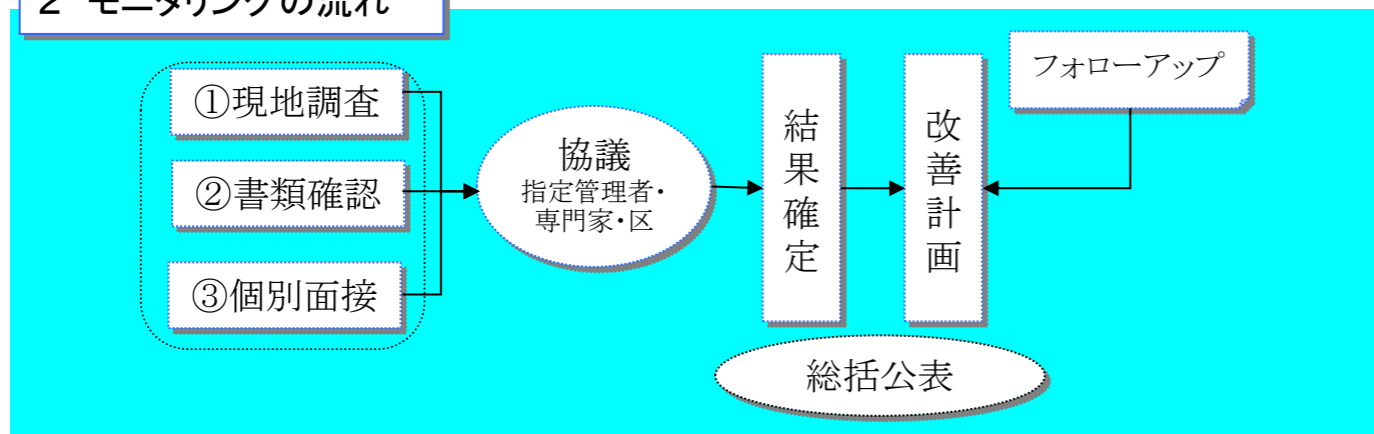 2 モニタリングの流れ
①現地調査
②書類確認
③個別面接
協議
指定管理者・
専門家・区
結果確定
改善計画
フォローアップ
総括公表